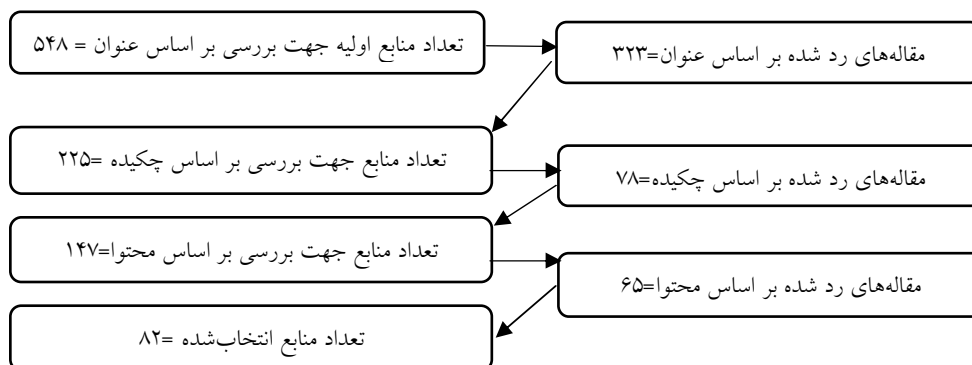 تعداد منابع اولیه جهت بررسی بر اساس عنوان = ۵۴۸
مقاله‌های رد شده بر اساس عنوان=۳۲۳
تعداد منابع جهت بررسی بر اساس چکیده =۲۲۵
مقاله‌های رد شده بر اساس چکیده=۷۸
تعداد منابع جهت بررسی بر اساس محتوا=۱۴۷
مقاله‌های رد شده بر اساس محتوا=۶۵
تعداد منابع انتخاب‌شده =۸۲